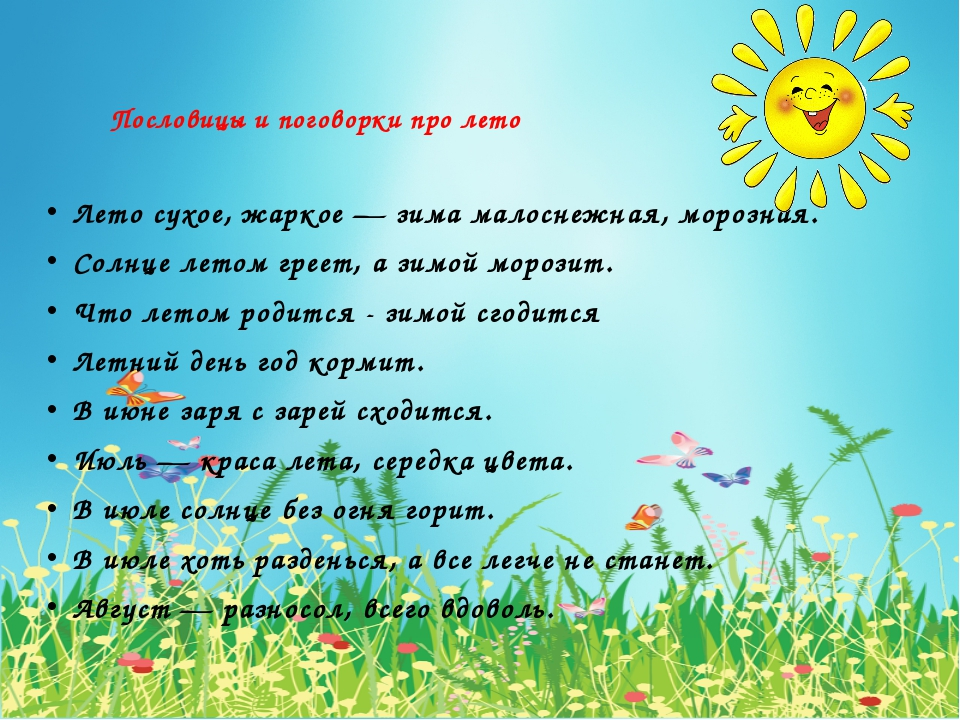 Пословицы и поговорки про лето
• Лето сухое, жаркое — зима малоснежная, морозная.
• Солнце летом греет, а зимой морозит.
• Что летом родится - зимой сгодится
• Летний день год кормит.
• В июне заря с зарей сходится.
• Июль — краса лета, середка цвета.
• В июле солнце без огня горит.
• В июле хоть разденься, а все легче не станет.
• Август — разносол, всего вдоволь.